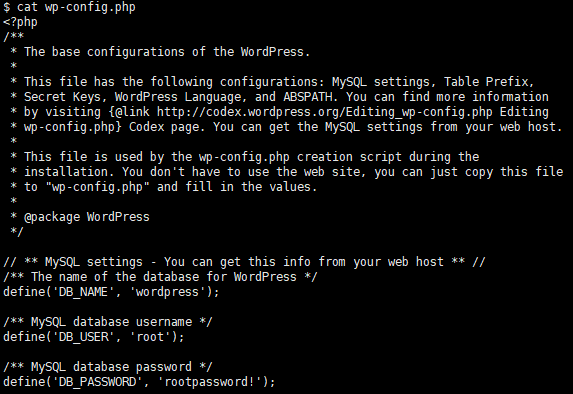 $ cat wp-config.php
<?php
/**
 * The base configurations of the WordPress.
 *
 * This file has the following configurations: MySQL settings, Table Prefix,
 * Secret Keys, WordPress Language, and ABSPATH. You can find more information
 * by visiting {@link http://codex.wordpress.org/Editing_wp-config.php Editing
 * wp-config.php} Codex page. You can get the MySQL settings from your web host.
 *
 * This file is used by the wp-config.php creation script during the
 * installation. You don't have to use the web site, you can just copy this file
 * to "wp-config.php" and fill in the values.
 *
 * @package WordPress
 */

// ** MySQL settings - You can get this info from your web host ** //
/** The name of the database for WordPress */
define('DB_NAME', 'wordpress');

/** MySQL database username */
define('DB_USER', 'root');

/** MySQL database password */
define('DB_PASSWORD', 'rootpassword!');